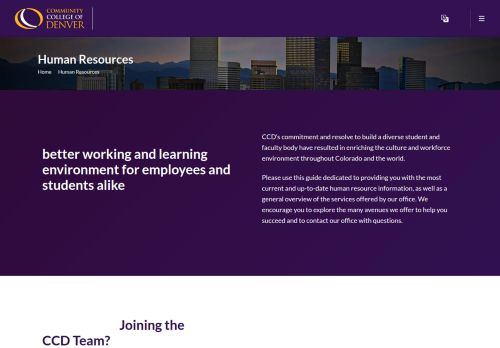 COMMUNITY
COLLEGE OF
DENVER
Human Resources
Home Human Resources
better working and learning
environment for employees and
students alike
CCD's commitment and resolve to build a diverse student and
faculty body have resulted in enriching the culture and workforce
environment throughout Colorado and the world.
Please use this guide dedicated to providing you with the most
current and up-to-date human resource information, as well as a
general overview of the services offered by our office. We
encourage you to explore the many avenues we offer to help you
succeed and to contact our office with questions.
Joining the
CCD Team?